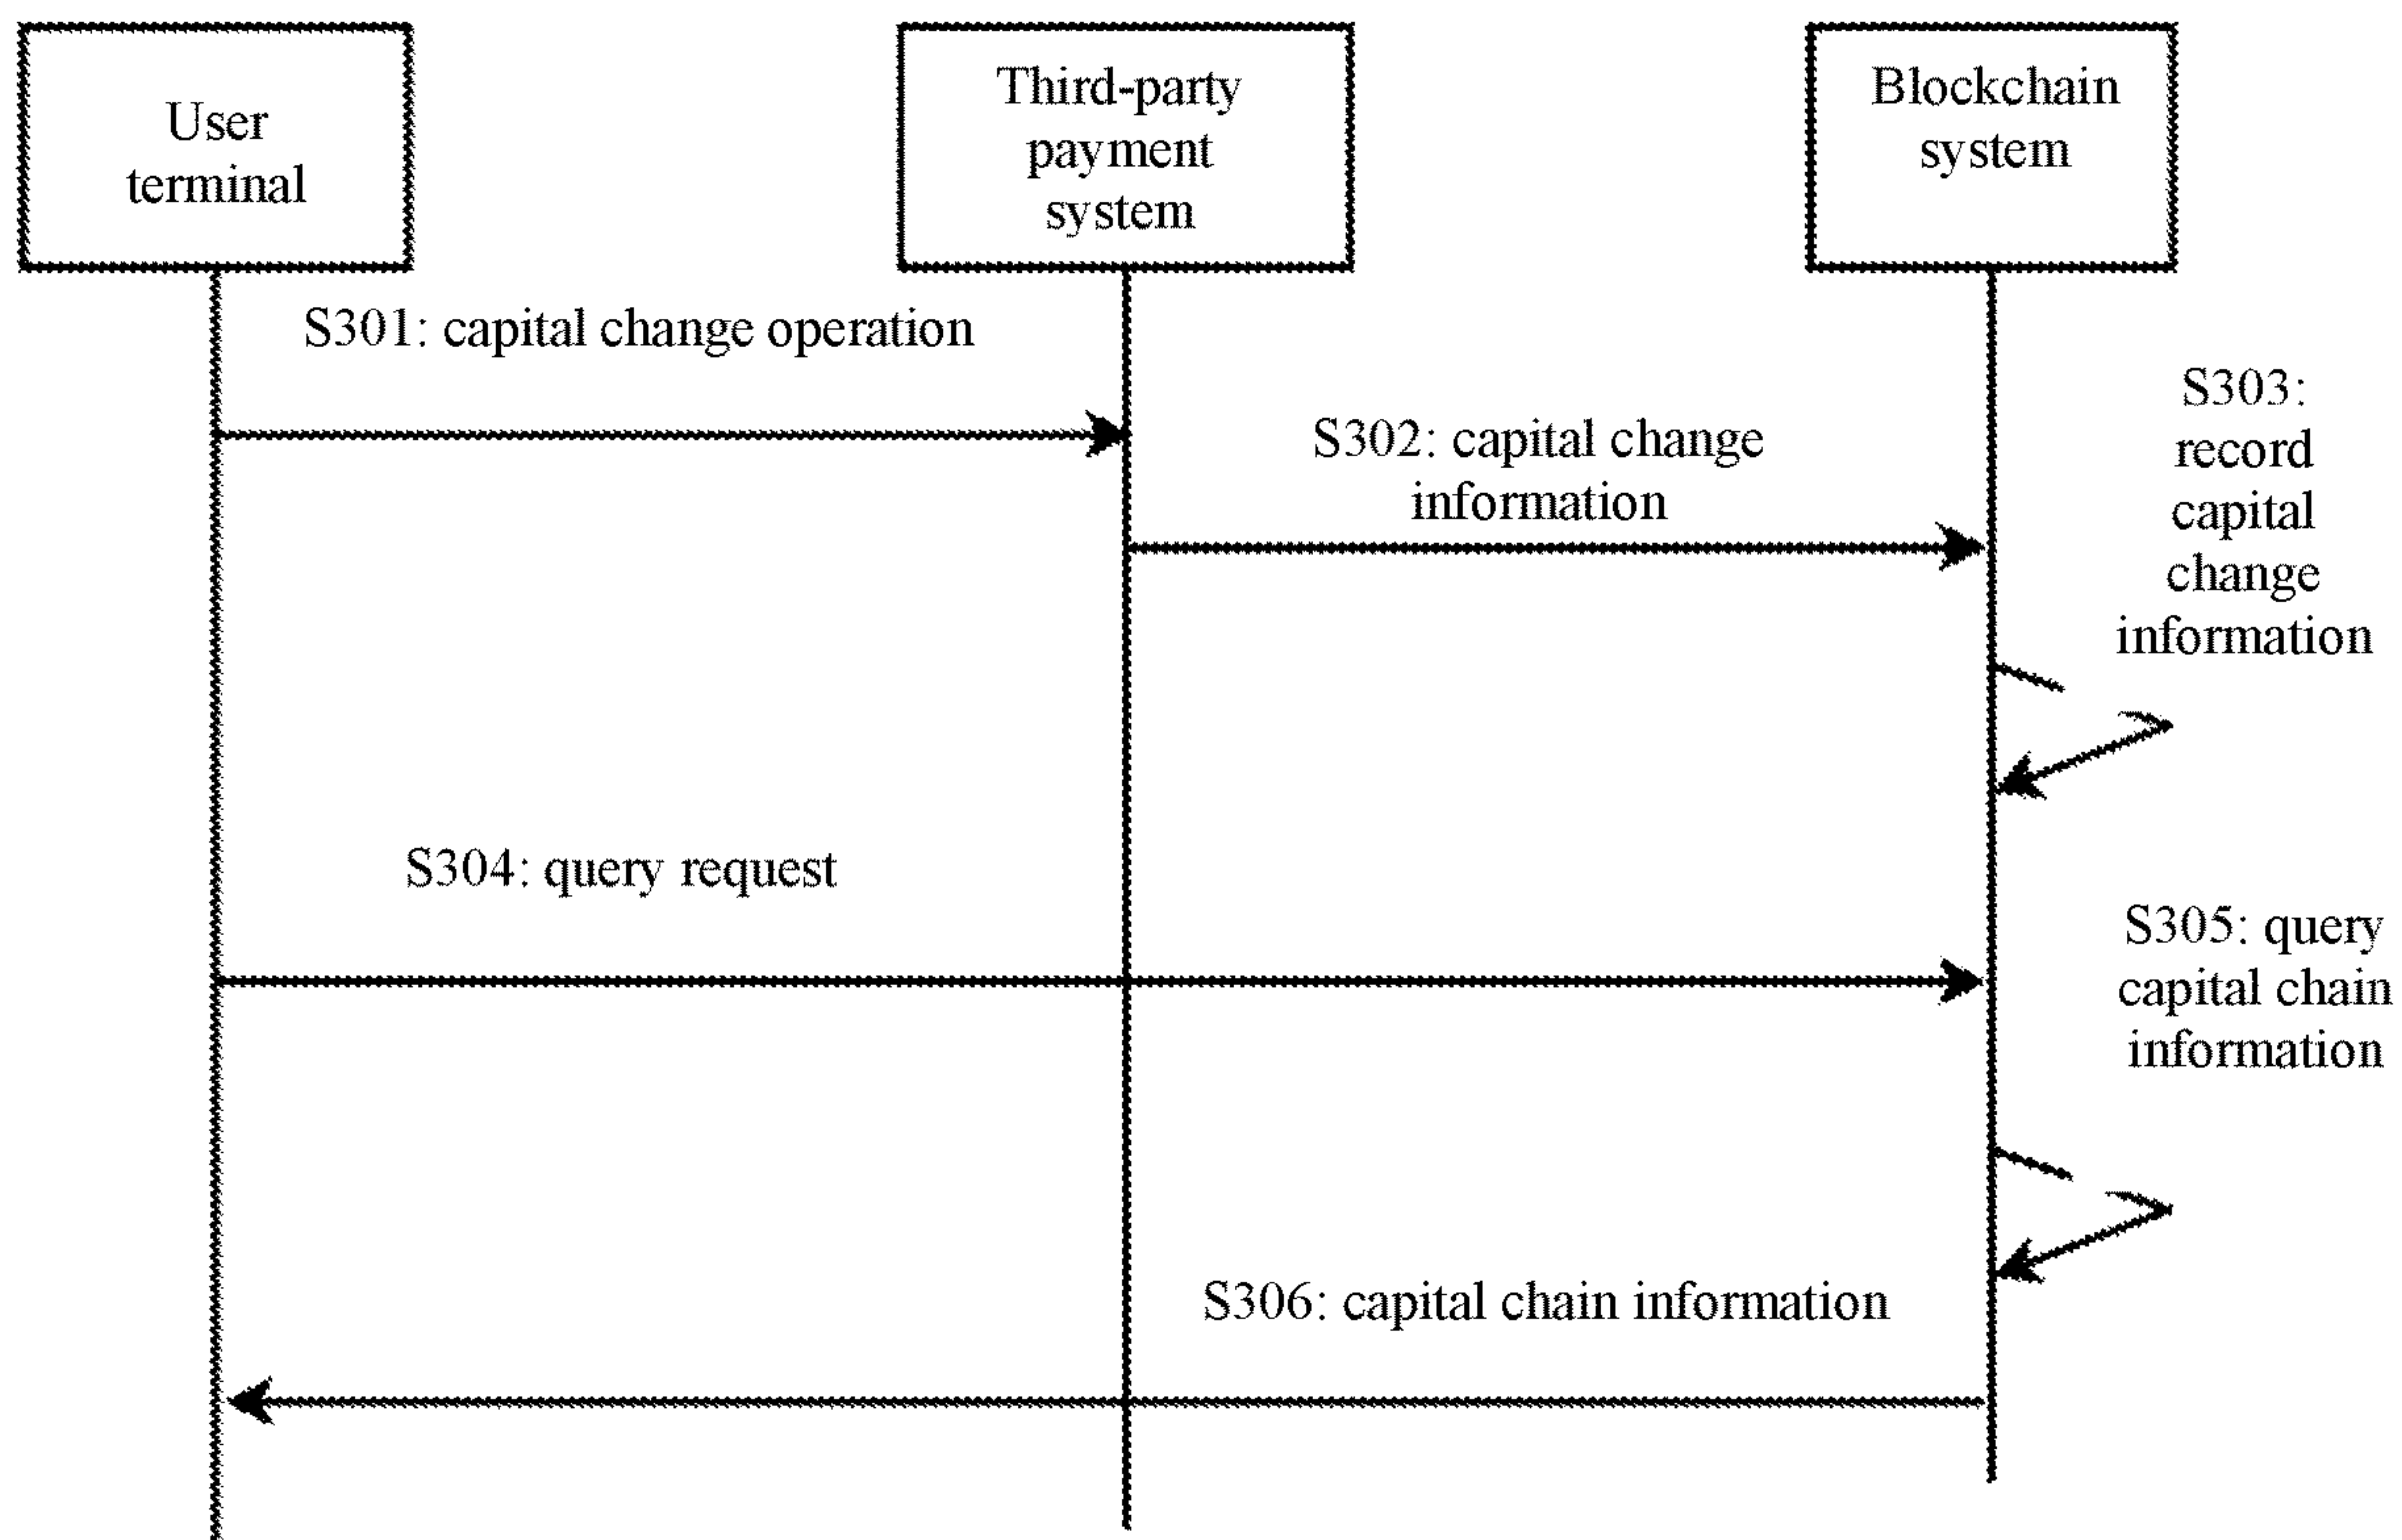 User
terminal
Third-party
payment
system
Blockchain
system
S301: capital change operation
S302: capital change
information
S303:
record
capital
change
information
S304: query request
S305: query
capital chain
information
S306: capital chain information